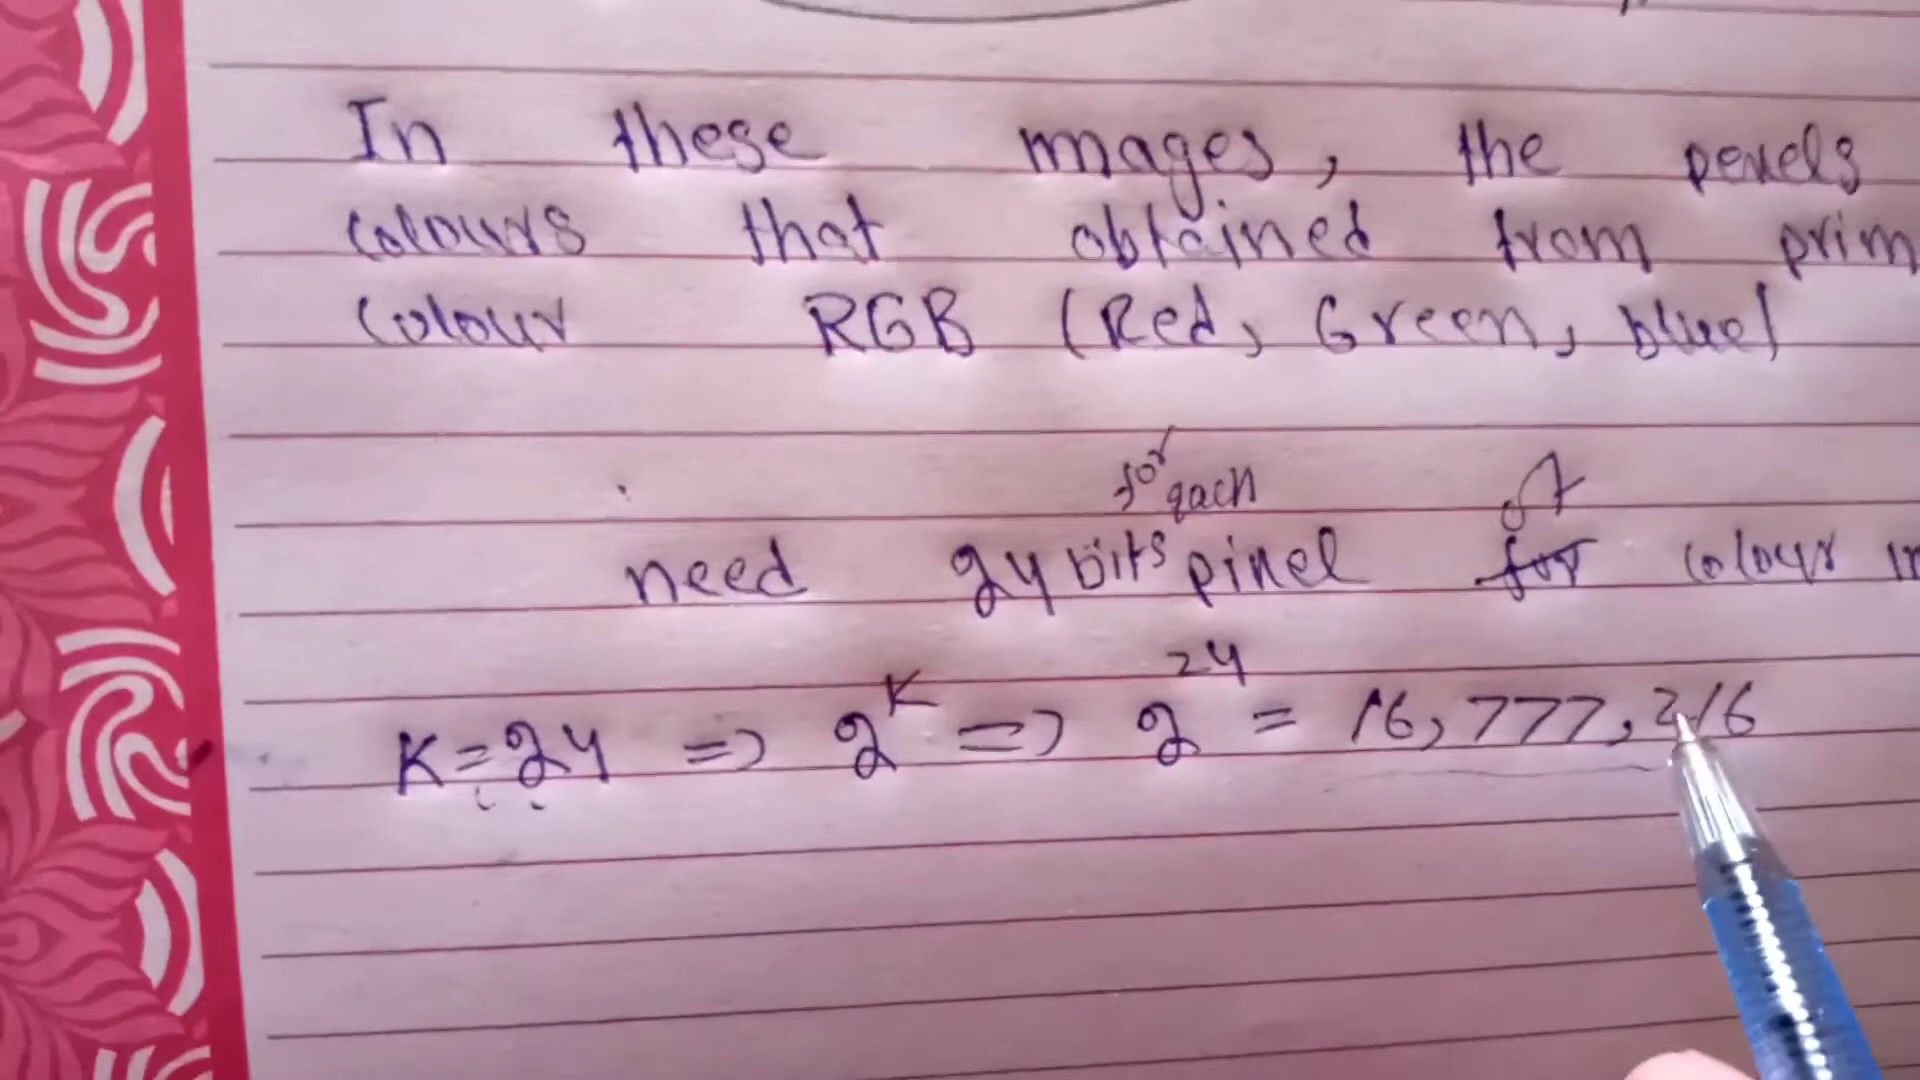 In these images, the pexels
colours that obtained from prim
colour RGB (Red, Green, blue)
for each of
need 24 bits pixel for colour im
K=24 => 2^K => 2^24 = 16,777,216